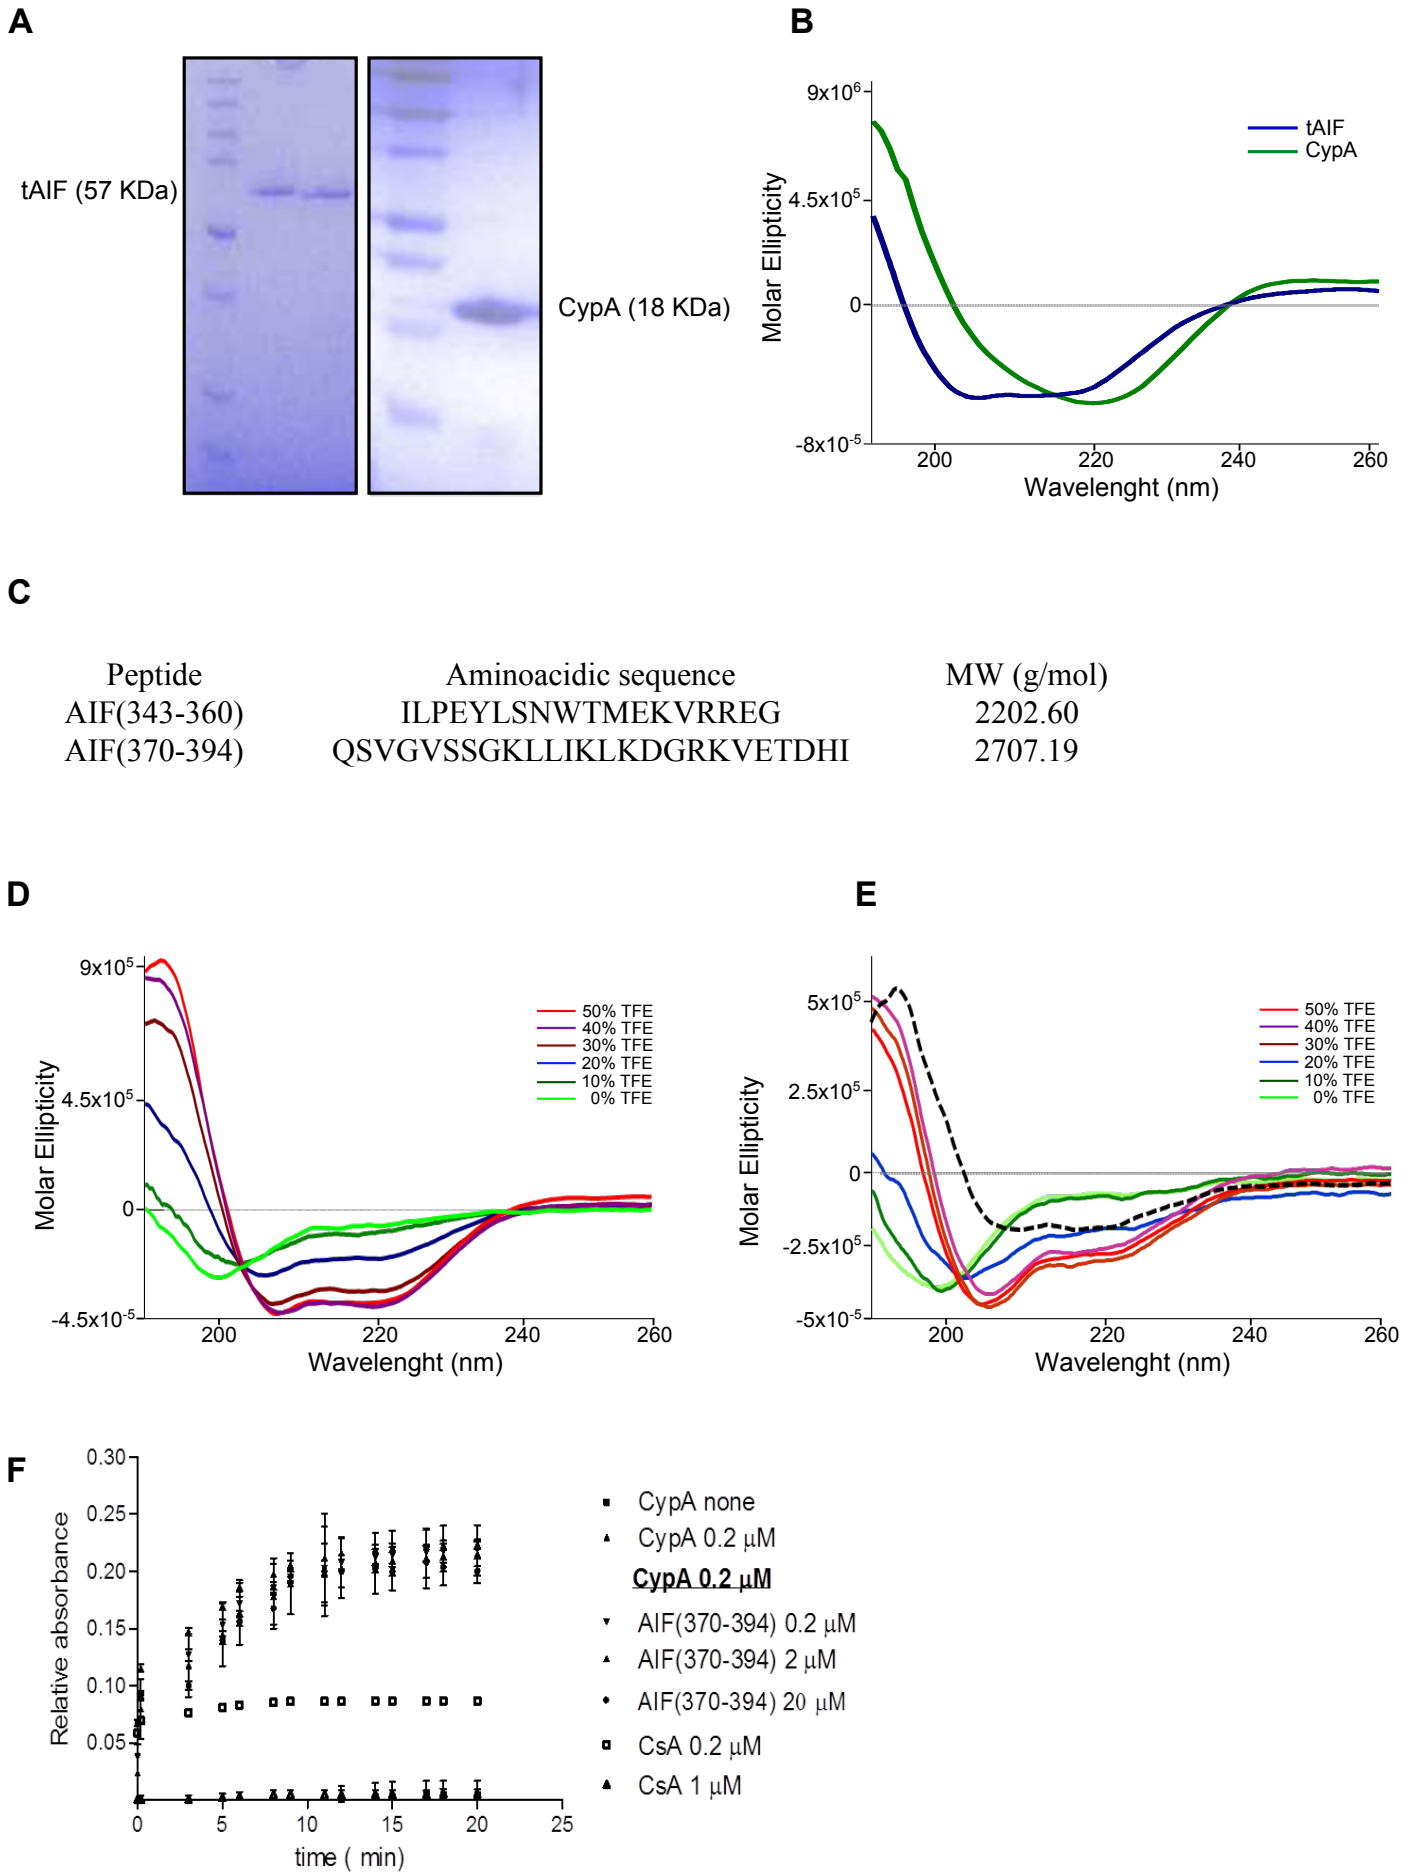 A
tAIF (57 KDa)
CypA (18 KDa)
B
9x10⁶
4.5x10⁵
0
-8x10⁻⁵
Molar Ellipticity
200 220 240 260
Wavelenght (nm)
tAIF
CypA
C
Peptide Aminoacidic sequence MW (g/mol)
AIF(343-360) ILPEYLSNWTMEKVRREG 2202.60
AIF(370-394) QSVGVSSGKLLIKLKDGRKVETDHI 2707.19
D
9x10⁵
4.5x10⁵
0
-4.5x10⁻⁵
Molar Ellipticity
200 220 240 260
Wavelenght (nm)
50% TFE
40% TFE
30% TFE
20% TFE
10% TFE
0% TFE
E
5x10⁵
2.5x10⁵
0
-2.5x10⁵
-5x10⁻⁵
Molar Ellipticity
200 220 240 260
Wavelenght (nm)
50% TFE
40% TFE
30% TFE
20% TFE
10% TFE
0% TFE
F
0.30
0.25
0.20
0.15
0.10
0.05
Relative absorbance
0 5 10 15 20 25
time ( min)
CypA none
CypA 0.2 µM
CypA 0.2 µM
AIF(370-394) 0.2 µM
AIF(370-394) 2 µM
AIF(370-394) 20 µM
CsA 0.2 µM
CsA 1 µM